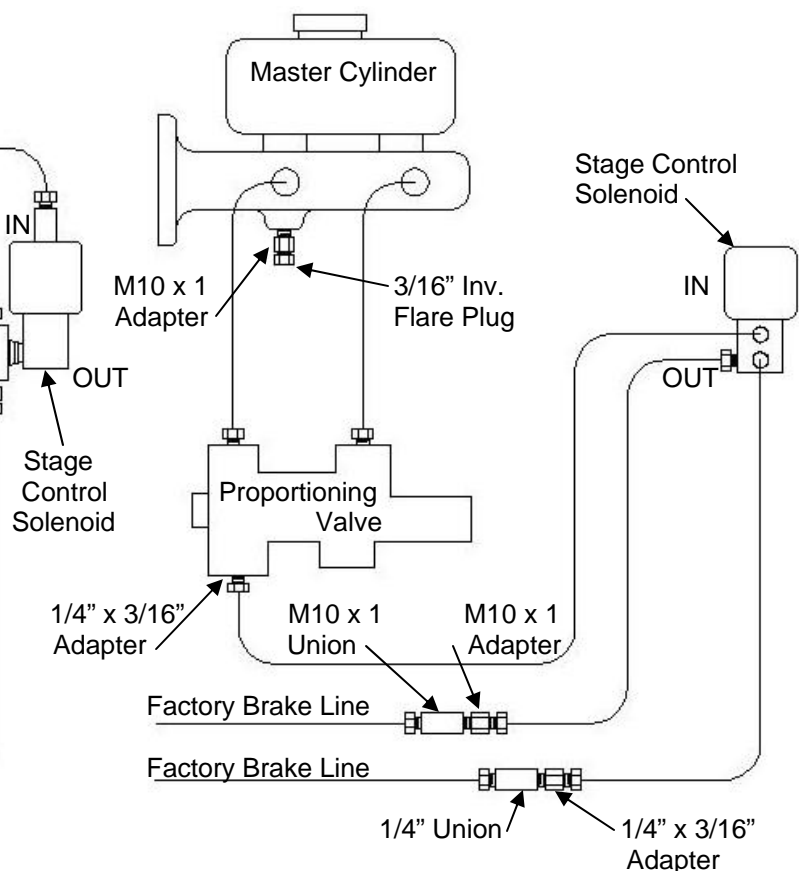 Master Cylinder
Stage Control
Solenoid
IN
IN
M10 x 1
Adapter
3/16” Inv.
Flare Plug
OUT
OUT
Stage
Control
Solenoid
Proportioning
Valve
1/4” x 3/16”
Adapter
M10 x 1
Union
M10 x 1
Adapter
Factory Brake Line
Factory Brake Line
1/4” Union
1/4” x 3/16”
Adapter